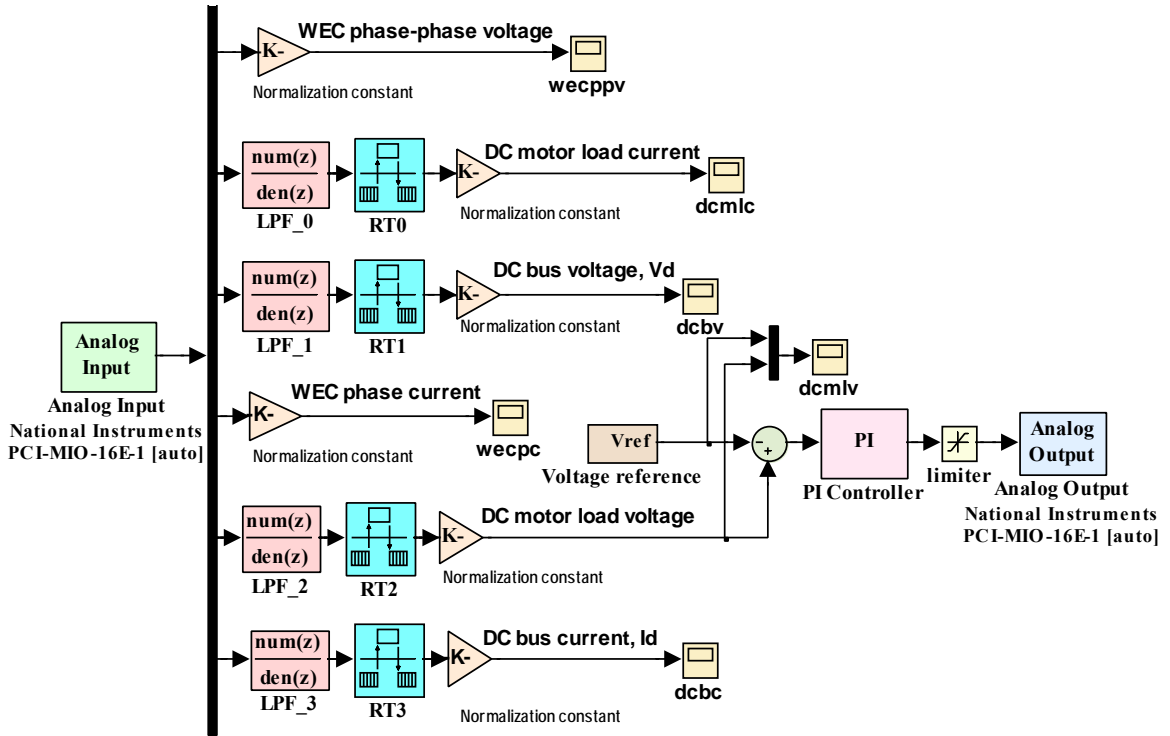 WEC phase-phase voltage
K-
wecppv
Normalization constant
num(z)
den(z)
LPF_0
RT0
K-
DC motor load current
dcmlc
Normalization constant
num(z)
den(z)
LPF_1
RT1
K-
DC bus voltage, Vd
dcbv
Normalization constant
Analog
Input
Analog Input
National Instruments
PCI-MIO-16E-1 [auto]
WEC phase current
K-
wecpc
Normalization constant
dcmlv
Vref
Voltage reference
-
+
PI
PI Controller
limiter
Analog
Output
Analog Output
National Instruments
PCI-MIO-16E-1 [auto]
num(z)
den(z)
LPF_2
RT2
K-
DC motor load voltage
Normalization constant
num(z)
den(z)
LPF_3
RT3
K-
DC bus current, Id
dcbc
Normalization constant